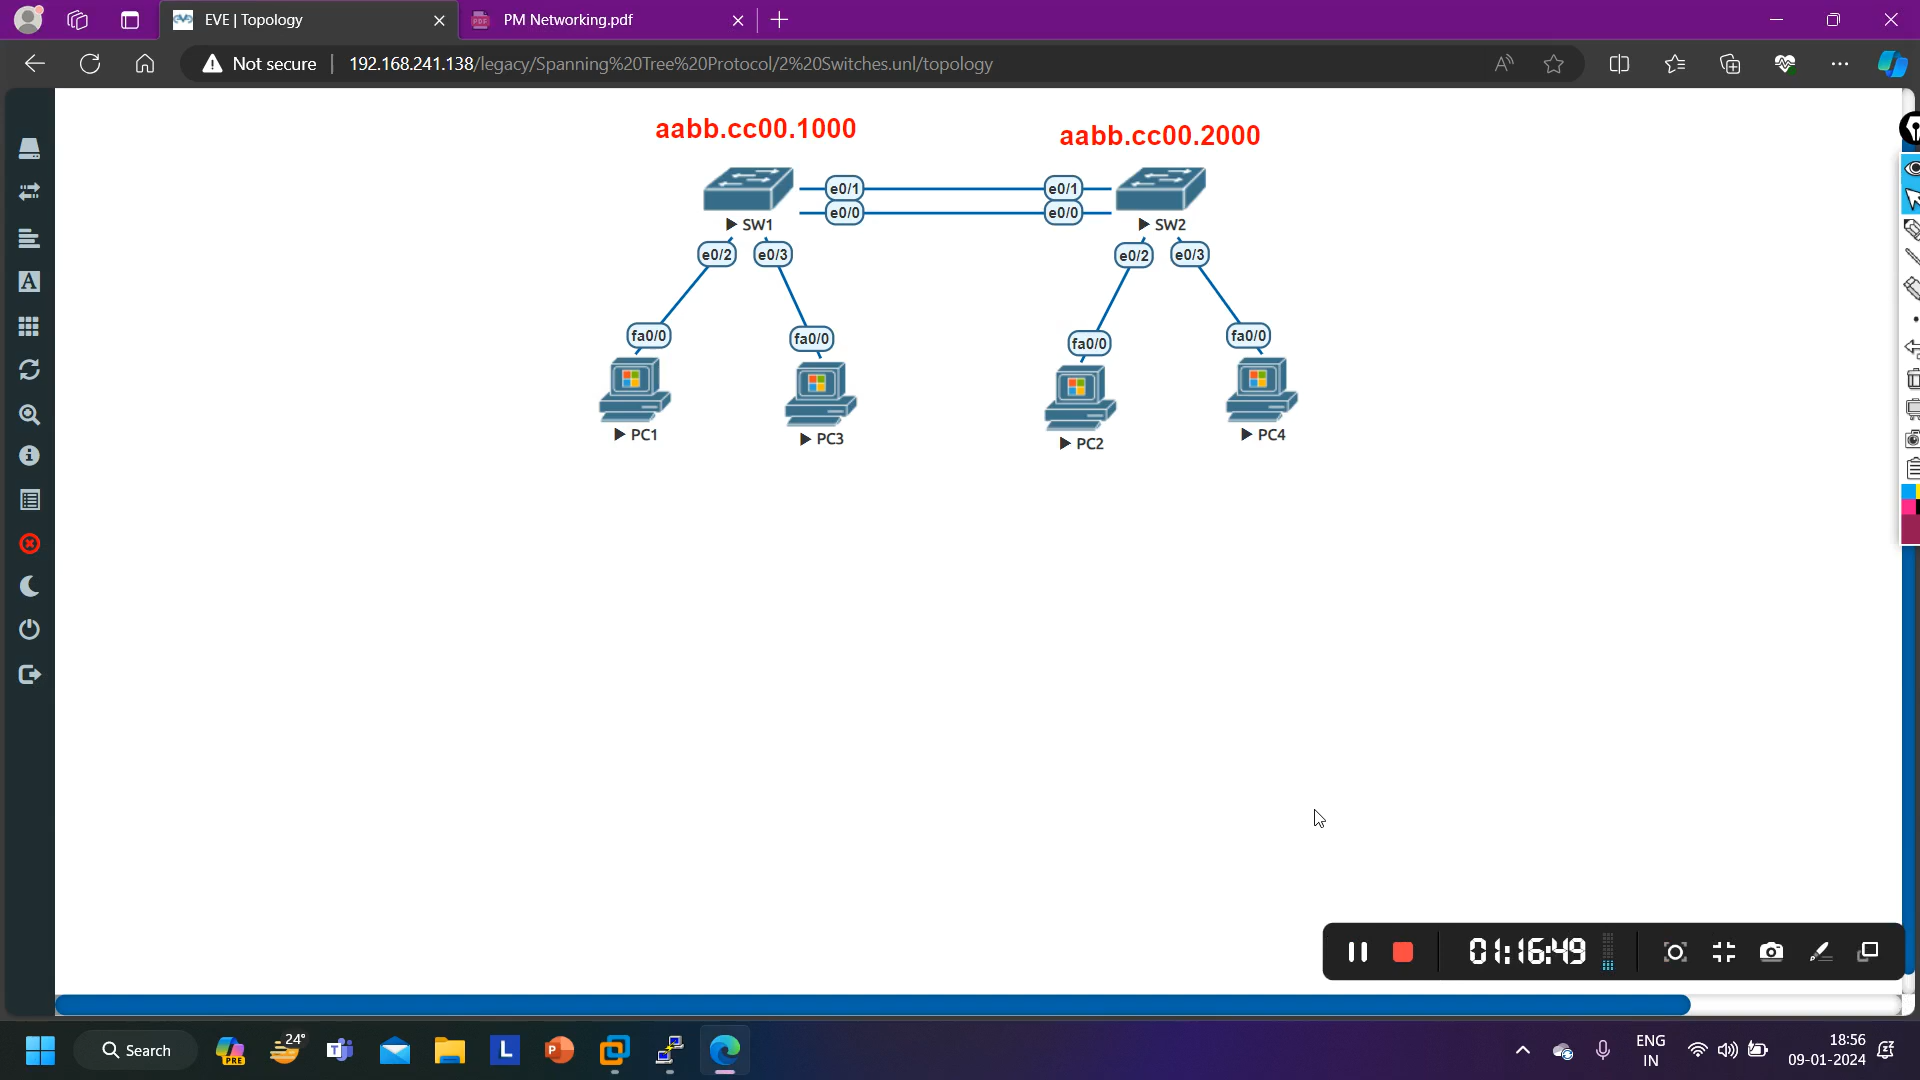 EVE | Topology
PM Networking.pdf
Not secure
192.168.241.138/legacy/Spanning%20Tree%20Protocol/2%20Switches.unl/topology
aabb.cc00.1000
aabb.cc00.2000
e0/1
e0/1
e0/0
e0/0
SW1
SW2
e0/2
e0/3
e0/2
e0/3
fa0/0
fa0/0
fa0/0
fa0/0
PC1
PC3
PC2
PC4
01:16:49
Search
PRE
24°
L
P
ENG
IN
18:56
09-01-2024